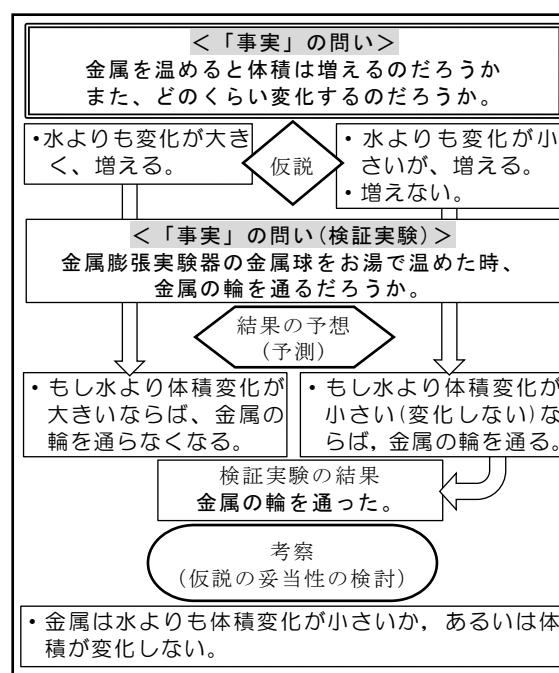 ＜「事実」の問い＞
金属を温めると体積は増えるのだろうか
また、どのくらい変化するのだろうか。
・水よりも変化が大き
く、増える。
仮説
・水よりも変化が小
さいが、増える。
・増えない。
＜「事実」の問い(検証実験)＞
金属膨張実験器の金属球をお湯で温めた時、
金属の輪を通るだろうか。
結果の予想
(予測)
・もし水より体積変化が
大きいならば、金属の
輪を通らなくなる。
・もし水より体積変化が
小さい(変化しない)な
らば，金属の輪を通る。
検証実験の結果
金属の輪を通った。
考察
(仮説の妥当性の検討)
・金属は水よりも体積変化が小さいか，あるいは体
積が変化しない。